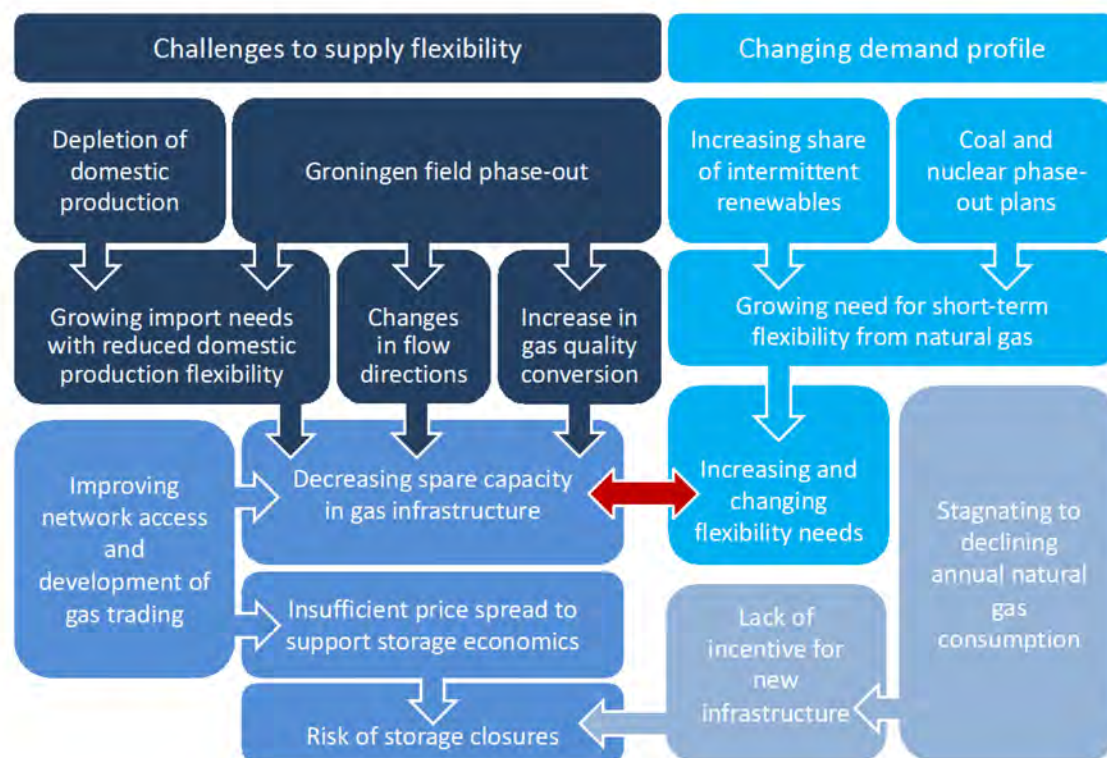 Challenges to supply flexibility
Changing demand profile
Depletion of
domestic
production
Groningen field phase-out
Increasing share
of intermittent
renewables
Coal and
nuclear phase-
out plans
Growing import needs
with reduced domestic
production flexibility
Changes
in flow
directions
Increase in
gas quality
conversion
Growing need for short-term
flexibility from natural gas
Improving
network access
and
development of
gas trading
Decreasing spare capacity
in gas infrastructure
Increasing and
changing
flexibility needs
Stagnating to
declining
annual natural
gas
consumption
Insufficient price spread to
support storage economics
Lack of
incentive for
new
infrastructure
Risk of storage closures